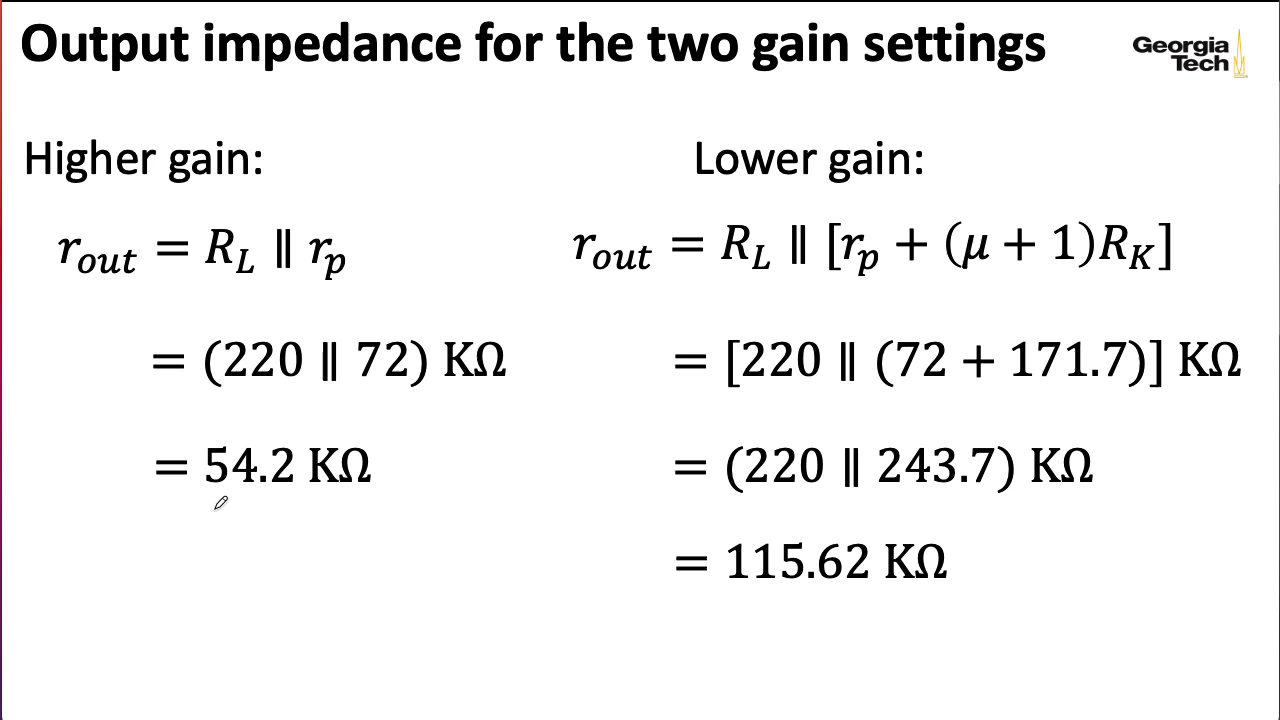 Output impedance for the two gain settings
Georgia
Tech
Higher gain:
r_out = R_L ∥ r_p
= (220 ∥ 72) KΩ
= 54.2 KΩ
Lower gain:
r_out = R_L ∥ [r_p + (μ + 1)R_K]
= [220 ∥ (72 + 171.7)] KΩ
= (220 ∥ 243.7) KΩ
= 115.62 KΩ